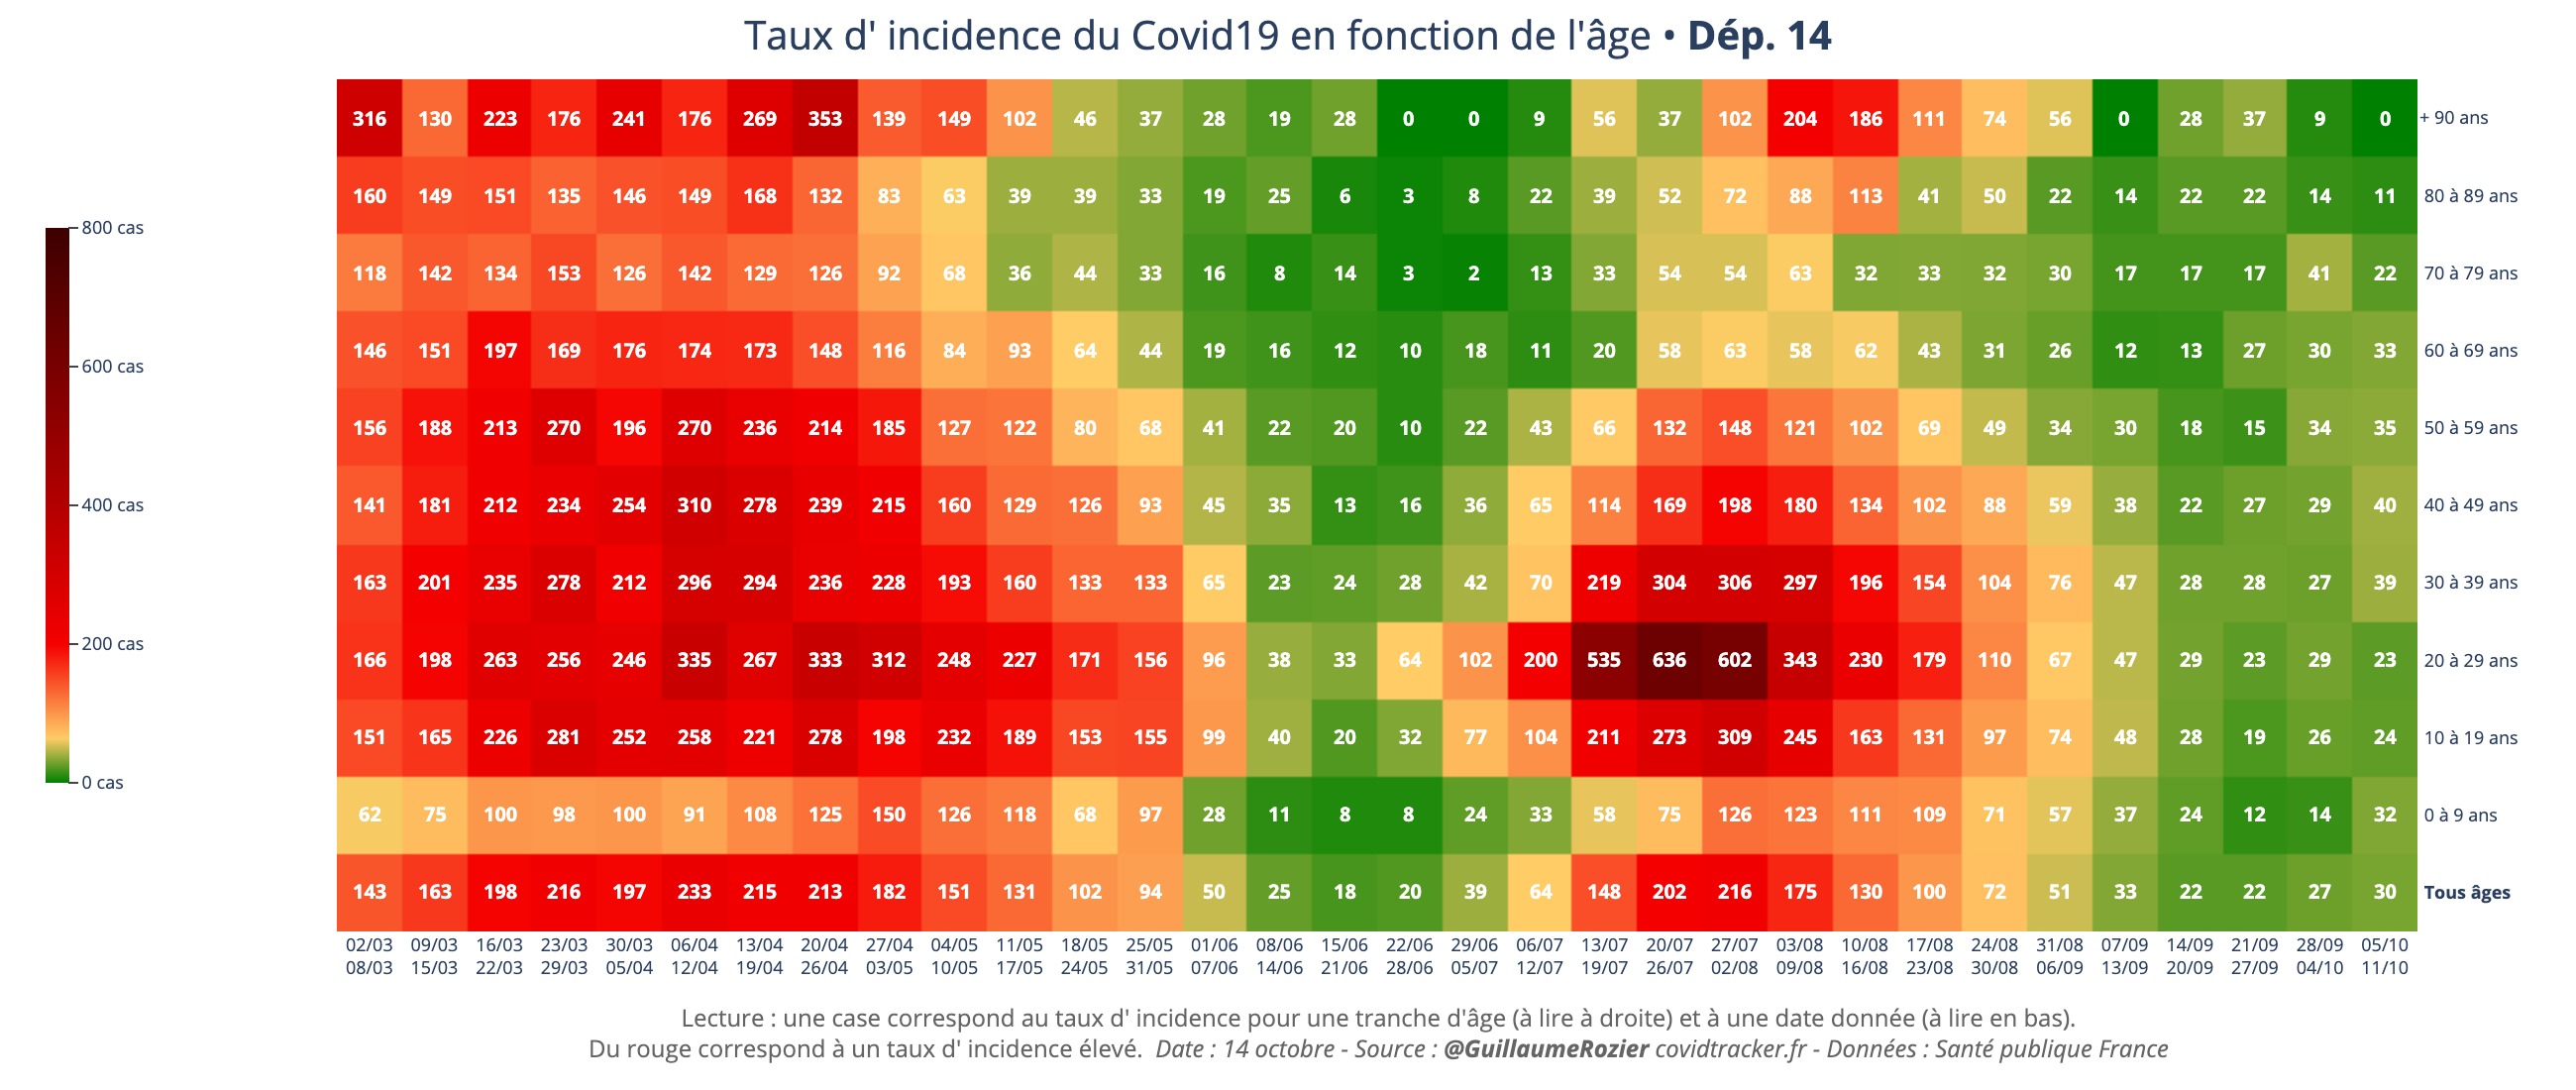 Taux d' incidence du Covid19 en fonction de l'âge • Dép. 14
800 cas
600 cas
400 cas
200 cas
0 cas
316 130 223 176 241 176 269 353 139 149 102 46 37 28 19 28 0 0 9 56 37 102 204 186 111 74 56 0 28 37 9 0 + 90 ans
160 149 151 135 146 149 168 132 83 63 39 39 33 19 25 6 3 8 22 39 52 72 88 113 41 50 22 14 22 22 14 11 80 à 89 ans
118 142 134 153 126 142 129 126 92 68 36 44 33 16 8 14 3 2 13 33 54 54 63 32 33 32 30 17 17 17 41 22 70 à 79 ans
146 151 197 169 176 174 173 148 116 84 93 64 44 19 16 12 10 18 11 20 58 63 58 62 43 31 26 12 13 27 30 33 60 à 69 ans
156 188 213 270 196 270 236 214 185 127 122 80 68 41 22 20 10 22 43 66 132 148 121 102 69 49 34 30 18 15 34 35 50 à 59 ans
141 181 212 234 254 310 278 239 215 160 129 126 93 45 35 13 16 36 65 114 169 198 180 134 102 88 59 38 22 27 29 40 40 à 49 ans
163 201 235 278 212 296 294 236 228 193 160 133 133 65 23 24 28 42 70 219 304 306 297 196 154 104 76 47 28 28 27 39 30 à 39 ans
166 198 263 256 246 335 267 333 312 248 227 171 156 96 38 33 64 102 200 535 636 602 343 230 179 110 67 47 29 23 29 23 20 à 29 ans
151 165 226 281 252 258 221 278 198 232 189 153 155 99 40 20 32 77 104 211 273 309 245 163 131 97 74 48 28 19 26 24 10 à 19 ans
62 75 100 98 100 91 108 125 150 126 118 68 97 28 11 8 8 24 33 58 75 126 123 111 109 71 57 37 24 12 14 32 0 à 9 ans
143 163 198 216 197 233 215 213 182 151 131 102 94 50 25 18 20 39 64 148 202 216 175 130 100 72 51 33 22 22 27 30 Tous âges
02/03 09/03 16/03 23/03 30/03 06/04 13/04 20/04 27/04 04/05 11/05 18/05 25/05 01/06 08/06 15/06 22/06 29/06 06/07 13/07 20/07 27/07 03/08 10/08 17/08 24/08 31/08 07/09 14/09 21/09 28/09 05/10
08/03 15/03 22/03 29/03 05/04 12/04 19/04 26/04 03/05 10/05 17/05 24/05 31/05 07/06 14/06 21/06 28/06 05/07 12/07 19/07 26/07 02/08 09/08 16/08 23/08 30/08 06/09 13/09 20/09 27/09 04/10 11/10
Lecture : une case correspond au taux d' incidence pour une tranche d'âge (à lire à droite) et à une date donnée (à lire en bas).
Du rouge correspond à un taux d' incidence élevé. Date : 14 octobre - Source : @GuillaumeRozier covidtracker.fr - Données : Santé publique France